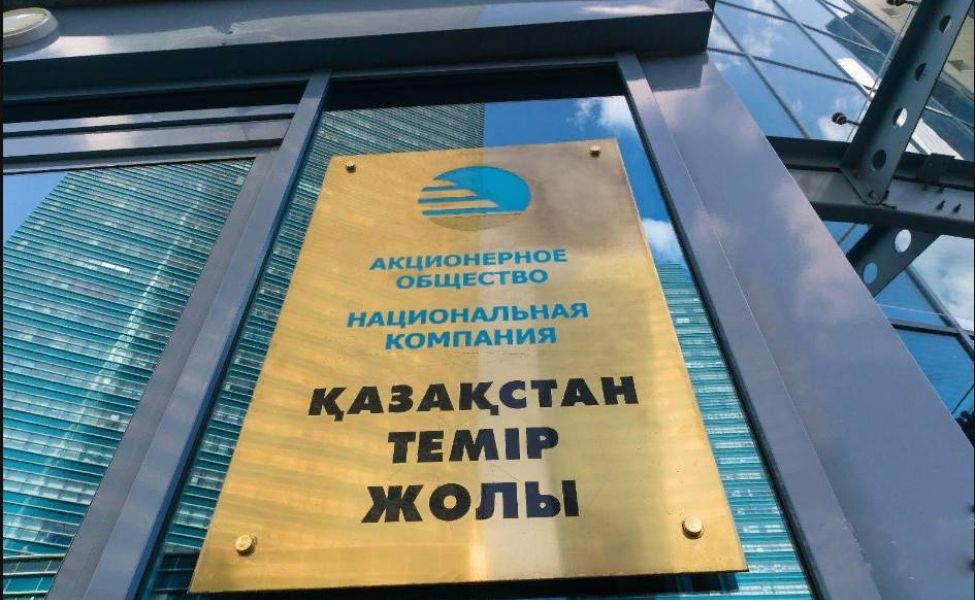 АКЦИОНЕРНОЕ
ОБЩЕСТВО
НАЦИОНАЛЬНАЯ
КОМПАНИЯ
ҚАЗАҚСТАН
ТЕМІР
ЖОЛЫ